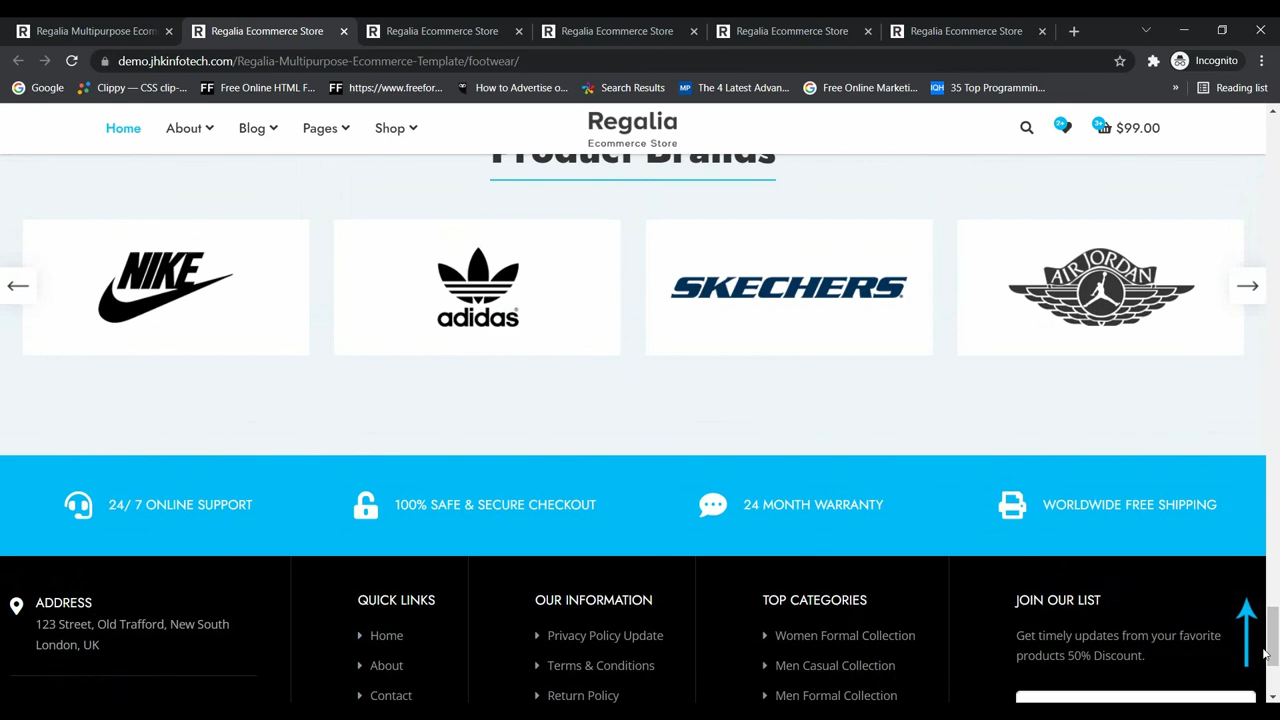 Regalia Multipurpose Ecom
Regalia Ecommerce Store
Regalia Ecommerce Store
Regalia Ecommerce Store
Regalia Ecommerce Store
Regalia Ecommerce Store
demo.jhkinfotech.com/Regalia-Multipurpose-Ecommerce-Template/footwear/
Incognito
Google
Clippy — CSS clip-...
Free Online HTML F...
https://www.freefor...
How to Advertise o...
Search Results
The 4 Latest Advan...
Free Online Marketi...
35 Top Programmin...
»
Reading list
Home
About
Blog
Pages
Shop
Regalia
Ecommerce Store
2+
3+
$99.00
Product Brands
NIKE
adidas
SKECHERS
AIR JORDAN
24/ 7 ONLINE SUPPORT
100% SAFE & SECURE CHECKOUT
24 MONTH WARRANTY
WORLDWIDE FREE SHIPPING
ADDRESS
123 Street, Old Trafford, New South
London, UK
QUICK LINKS
Home
About
Contact
OUR INFORMATION
Privacy Policy Update
Terms & Conditions
Return Policy
TOP CATEGORIES
Women Formal Collection
Men Casual Collection
Men Formal Collection
JOIN OUR LIST
Get timely updates from your favorite
products 50% Discount.